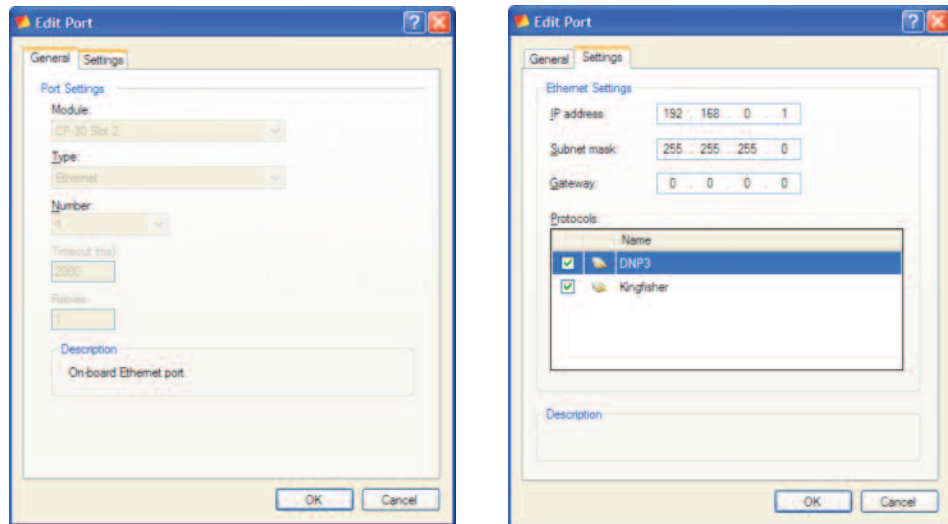 Edit Port
General Settings
Port Settings
Module:
CP-30 Slot 2
Type:
Ethernet
Number:
1
Timeout (ms)
2000
Retries:
1
Description
On-board Ethernet port
OK Cancel
Edit Port
General Settings
Ethernet Settings
IP address: 192 . 168 . 0 . 1
Subnet mask: 255 . 255 . 255 . 0
Gateway: 0 . 0 . 0 . 0
Protocols:
Name
DNP3
Kingfisher
Description
OK Cancel